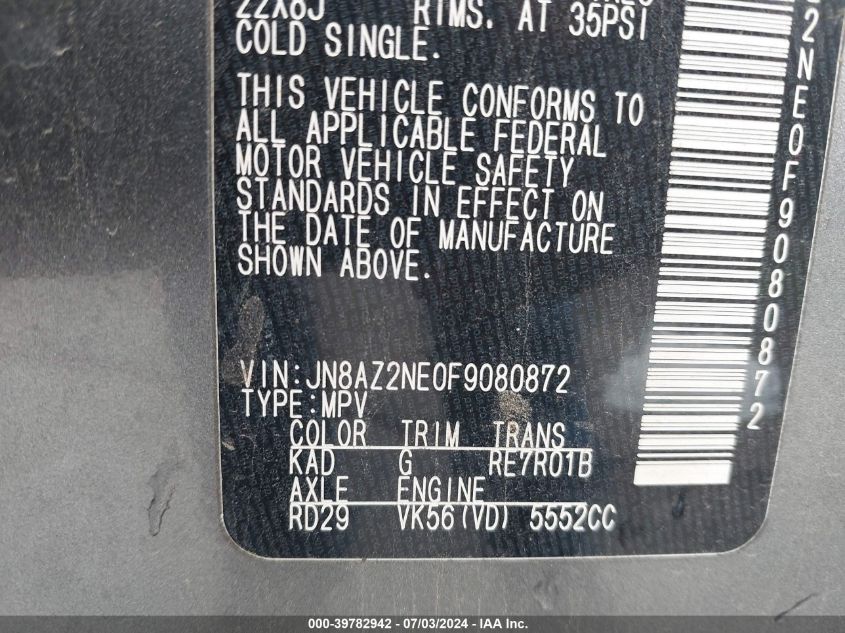 22X8J RIMS. AT 35PSI
COLD SINGLE.
THIS VEHICLE CONFORMS TO
ALL APPLICABLE FEDERAL
MOTOR VEHICLE SAFETY
STANDARDS IN EFFECT ON
THE DATE OF MANUFACTURE
SHOWN ABOVE.
VIN:JN8AZ2NE0F9080872
TYPE:MPV
COLOR TRIM TRANS
KAD G RE7R01B
AXLE ENGINE
RD29 VK56(VD) 5552CC
2NE0F9080872
000-39782942 / 07/03/2024 - IAA Inc.